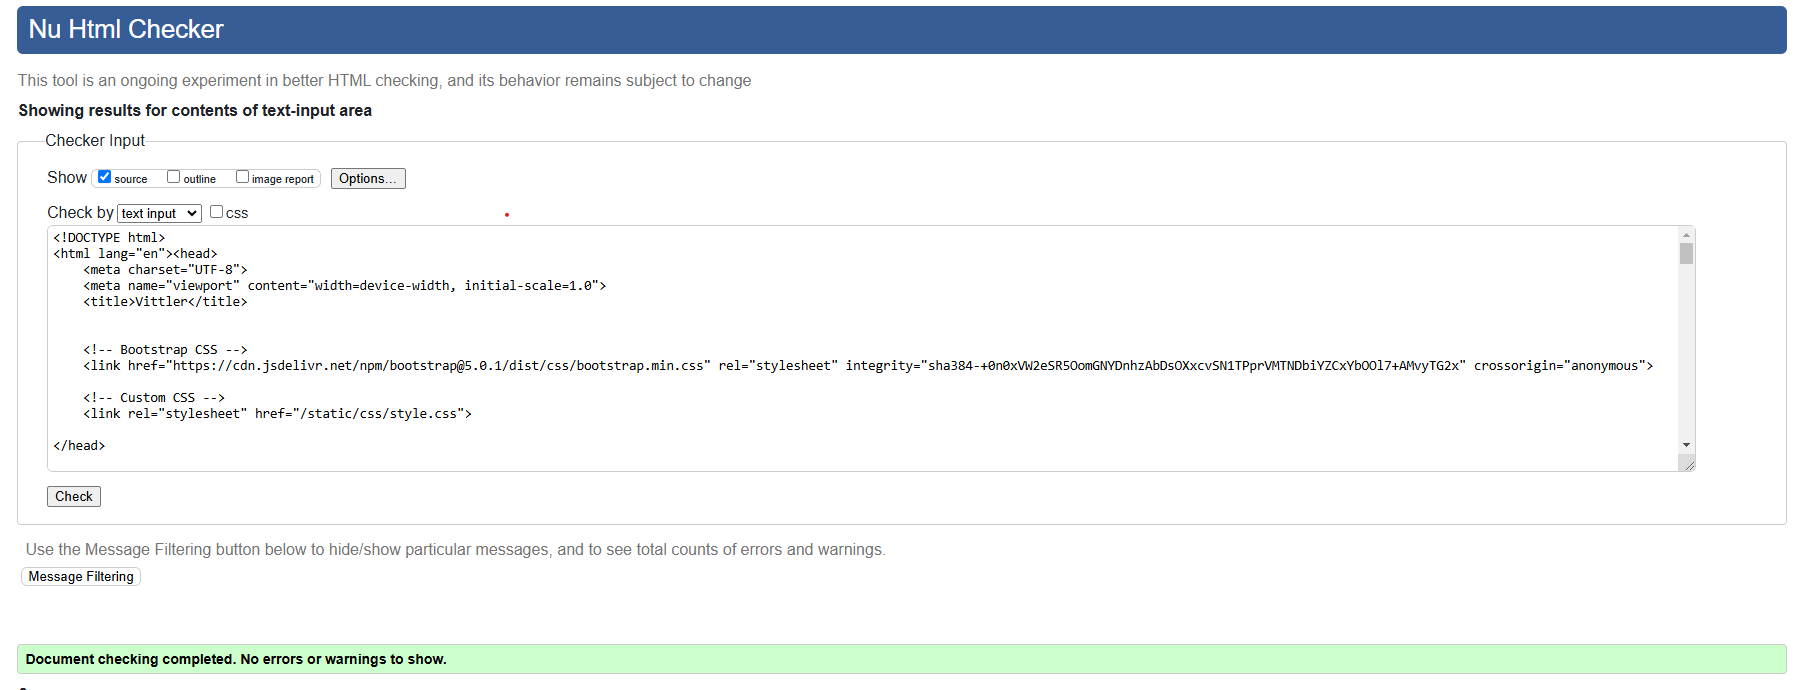 Nu Html Checker
This tool is an ongoing experiment in better HTML checking, and its behavior remains subject to change
Showing results for contents of text-input area
Checker Input
Show source outline image report Options...
Check by text input css
<!DOCTYPE html>
<html lang="en"><head>
    <meta charset="UTF-8">
    <meta name="viewport" content="width=device-width, initial-scale=1.0">
    <title>Vittler</title>
    <!-- Bootstrap CSS -->
    <link href="https://cdn.jsdelivr.net/npm/bootstrap@5.0.1/dist/css/bootstrap.min.css" rel="stylesheet" integrity="sha384-+0n0xVW2eSR5OomGNYDnhzAbDsOXxcvSN1TPprVMTNDbiYZCxYbOOl7+AMvyTG2x" crossorigin="anonymous">
    <!-- Custom CSS -->
    <link rel="stylesheet" href="/static/css/style.css">
</head>
Check
Use the Message Filtering button below to hide/show particular messages, and to see total counts of errors and warnings.
Message Filtering
Document checking completed. No errors or warnings to show.